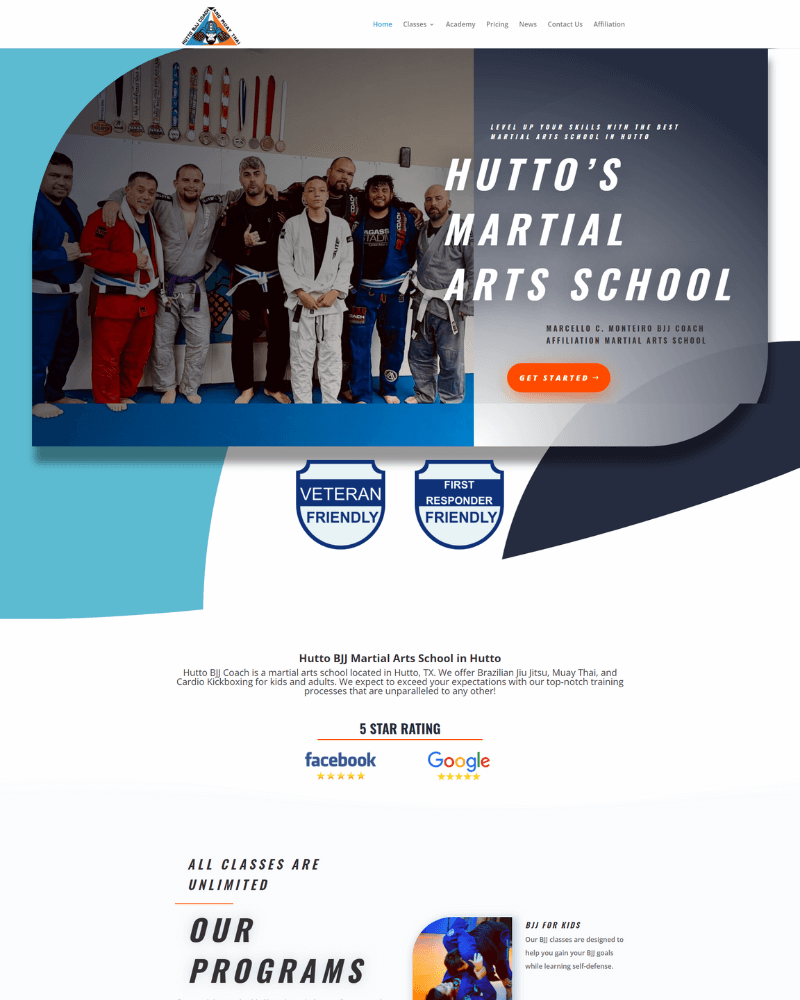 HUTTO BJJ COACH AND MUAY THAI
Home
Classes
Academy
Pricing
News
Contact Us
Affiliation
LEVEL UP YOUR SKILLS WITH THE BEST
MARTIAL ARTS SCHOOL IN HUTTO
HUTTO'S
MARTIAL
ARTS SCHOOL
MARCELLO C. MONTEIRO BJJ COACH
AFFILIATION MARTIAL ARTS SCHOOL
GET STARTED →
VETERAN
FRIENDLY
FIRST
RESPONDER
FRIENDLY
Hutto BJJ Martial Arts School in Hutto
Hutto BJJ Coach is a martial arts school located in Hutto, TX. We offer Brazilian Jiu Jitsu, Muay Thai, and
Cardio Kickboxing for kids and adults. We expect to exceed your expectations with our top-notch training
processes that are unparalleled to any other!
5 STAR RATING
facebook
Google
ALL CLASSES ARE
UNLIMITED
OUR
PROGRAMS
BJJ FOR KIDS
Our BJJ classes are designed to
help you gain your BJJ goals
while learning self-defense.